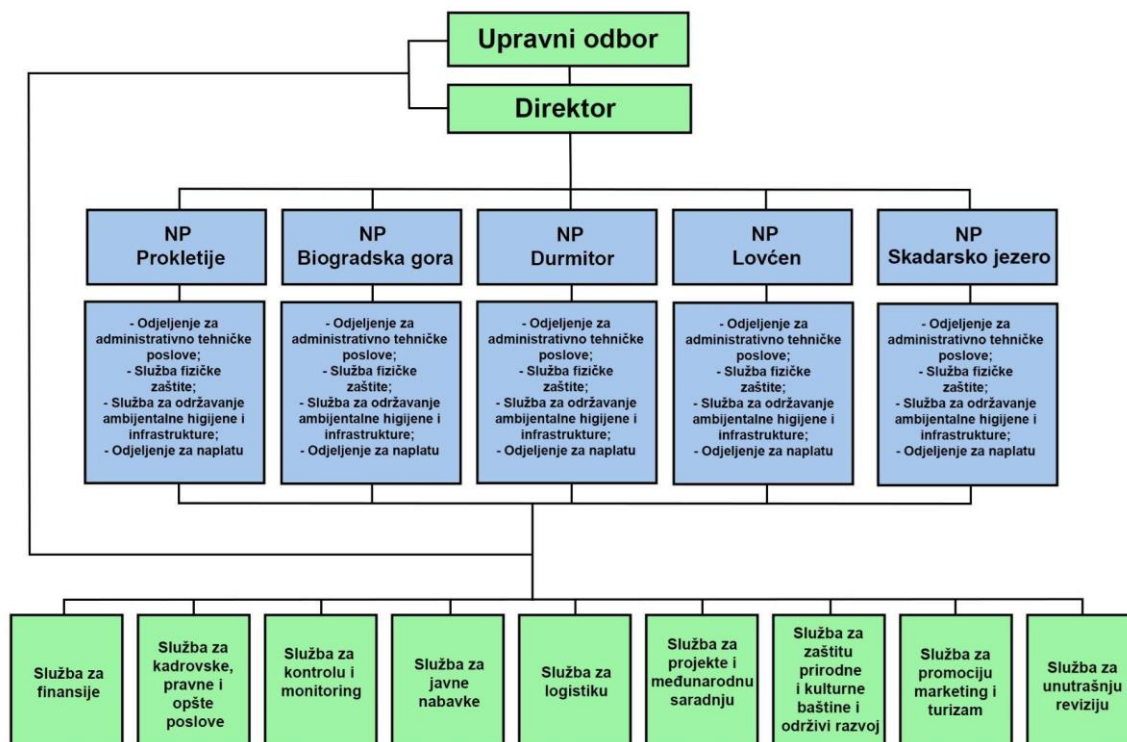 Upravni odbor
Direktor
NP
Prokletije
NP
Biogradska gora
NP
Durmitor
NP
Lovćen
NP
Skadarsko jezero
- Odjeljenje za
administrativno tehničke
poslove;
- Služba fizičke
zaštite;
- Služba za održavanje
ambijentalne higijene i
infrastrukture;
- Odjeljenje za naplatu
- Odjeljenje za
administrativno tehničke
poslove;
- Služba fizičke
zaštite;
- Služba za održavanje
ambijentalne higijene i
infrastrukture;
- Odjeljenje za naplatu
- Odjeljenje za
administrativno tehničke
poslove;
- Služba fizičke
zaštite;
- Služba za održavanje
ambijentalne higijene i
infrastrukture;
- Odjeljenje za naplatu
- Odjeljenje za
administrativno tehničke
poslove;
- Služba fizičke
zaštite;
- Služba za održavanje
ambijentalne higijene i
infrastrukture;
- Odjeljenje za naplatu
- Odjeljenje za
administrativno tehničke
poslove;
- Služba fizičke
zaštite;
- Služba za održavanje
ambijentalne higijene i
infrastrukture;
- Odjeljenje za naplatu
Služba za
finansije
Služba za
kadrovske,
pravne i
opšte
poslove
Služba za
kontrolu i
monitoring
Služba za
javne
nabavke
Služba za
logistiku
Služba za
projekte i
međunarodnu
saradnju
Služba za
zaštitu
prirodne
i kulturne
baštine i
održivi razvoj
Služba za
promociju
marketing i
turizam
Služba za
unutrašnju
reviziju